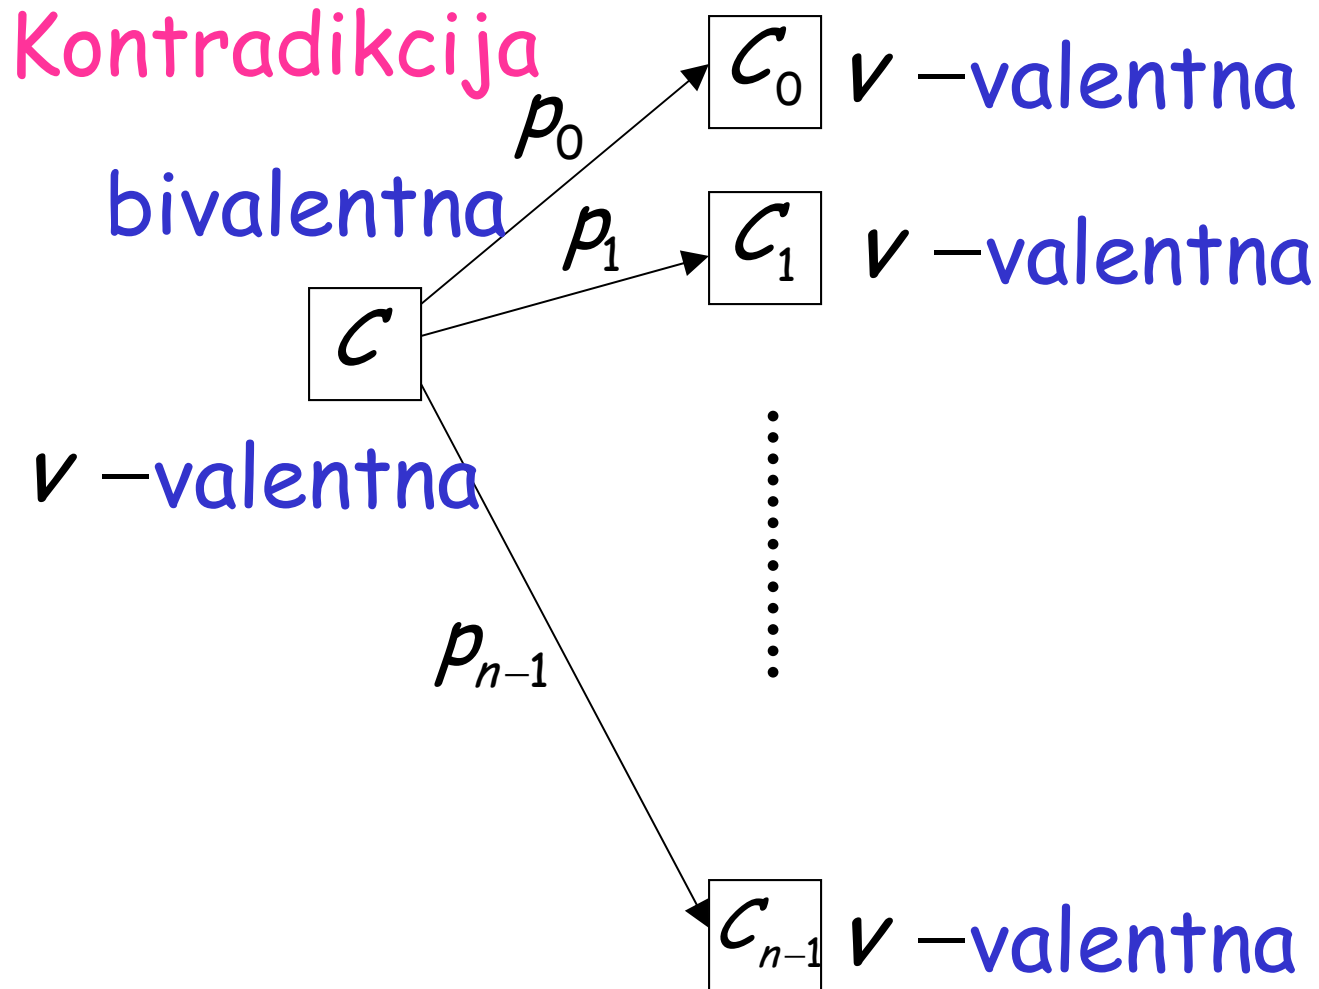 Kontradikcija
C₀ v –valentna
p₀
bivalentna
p₁
C₁ v –valentna
C
v –valentna
pₙ₋₁
Cₙ₋₁ v –valentna